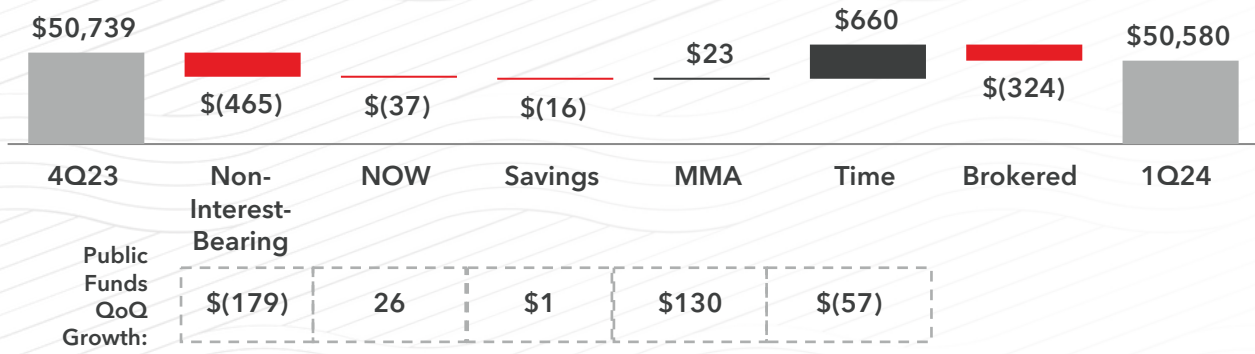 $50,739
$(465)
$(37)
$(16)
$23
$660
$(324)
$50,580
4Q23
Non-
Interest-
Bearing
NOW
Savings
MMA
Time
Brokered
1Q24
Public
Funds
QoQ
Growth:
$(179)
26
$1
$130
$(57)